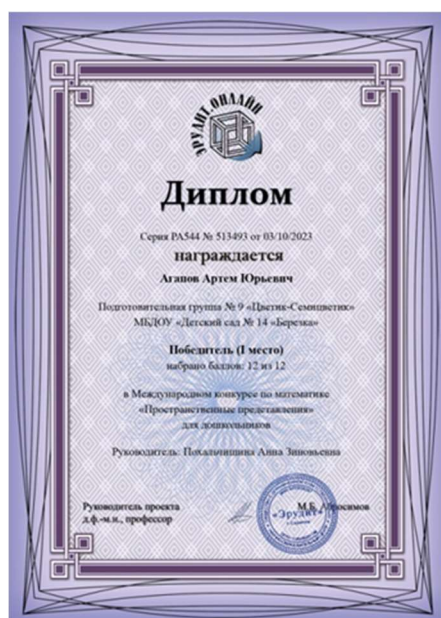 ЭРУДИТ.ОНЛАЙН
Диплом
Серия РА544 № 513493 от 03/10/2023
награждается
Агапов Артем Юрьевич
Подготовительная группа № 9 «Цветик-Семицветик»
МБДОУ «Детский сад № 14 «Березка»
Победитель (I место)
набрано баллов: 12 из 12
в Международном конкурсе по математике
«Пространственные представления»
для дошкольников
Руководитель: Похальчишина Анна Зиновьевна
Руководитель проекта
д.ф.-м.н., профессор
М.Б. Абросимов
«Эрудит»